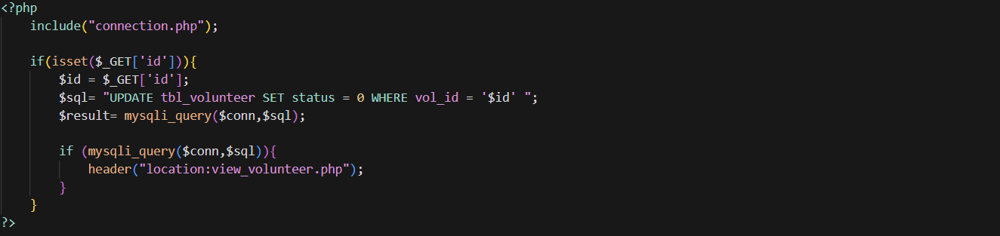 <?php
include("connection.php");
if(isset($_GET['id'])){
$id = $_GET['id'];
$sql= "UPDATE tbl_volunteer SET status = 0 WHERE vol_id = '$id' ";
$result= mysqli_query($conn,$sql);
if (mysqli_query($conn,$sql)){
header("location:view_volunteer.php");
}
}
?>